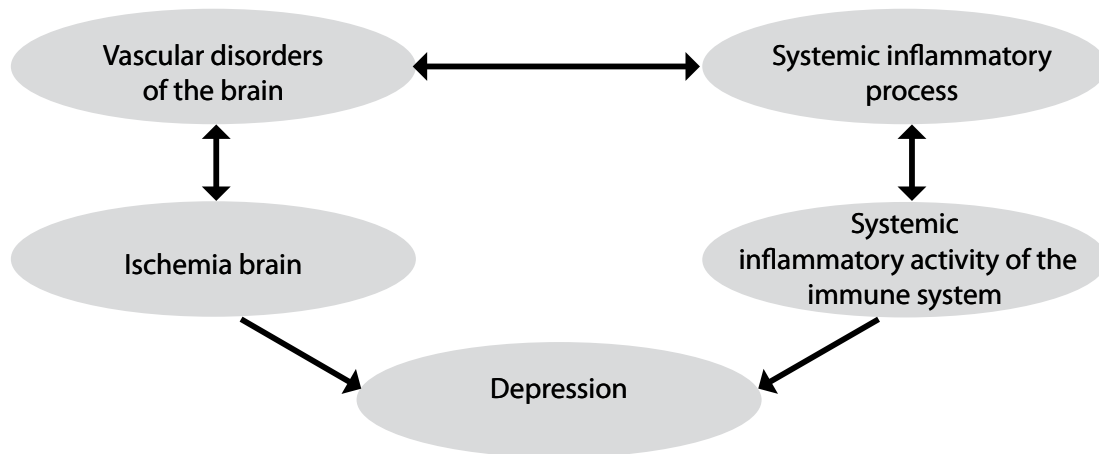 Vascular disorders
of the brain
Systemic inflammatory
process
Ischemia brain
Systemic
inflammatory activity of the
immune system
Depression